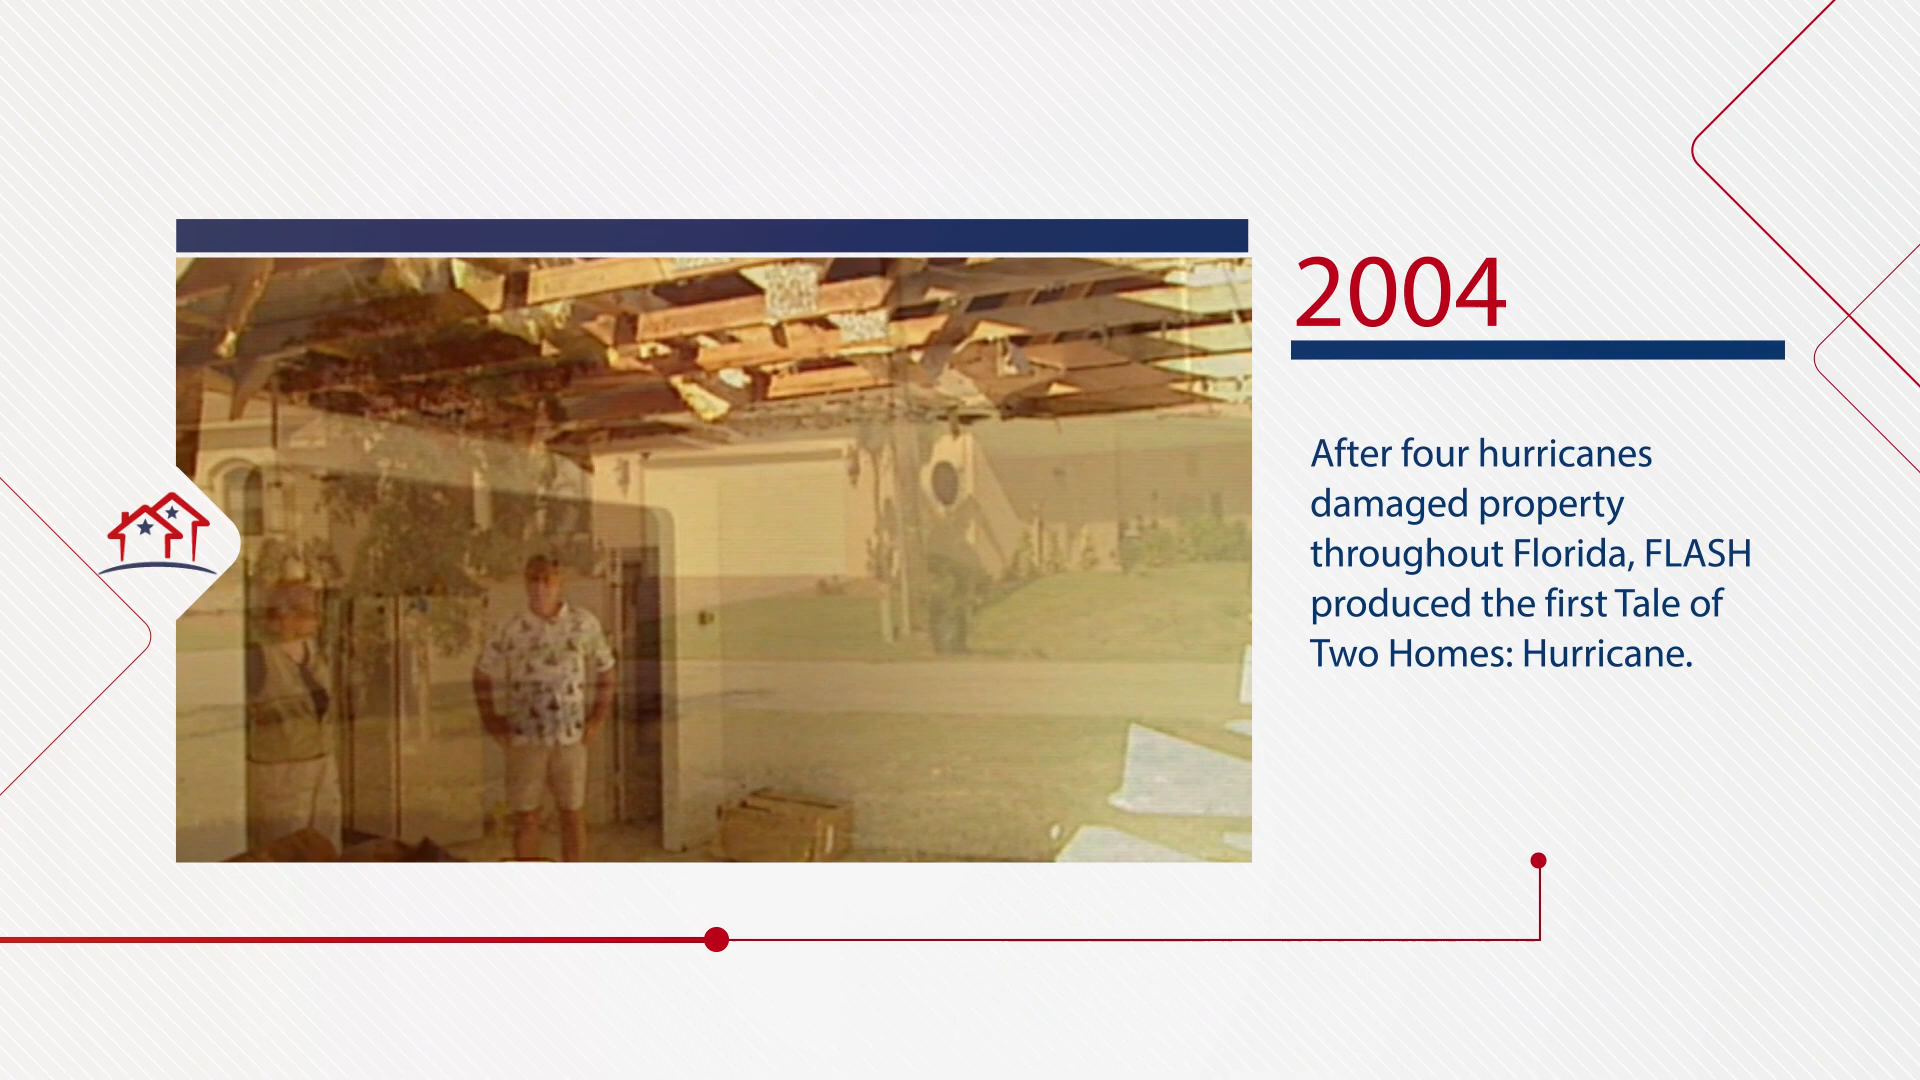 2004
After four hurricanes
damaged property
throughout Florida, FLASH
produced the first Tale of
Two Homes: Hurricane.